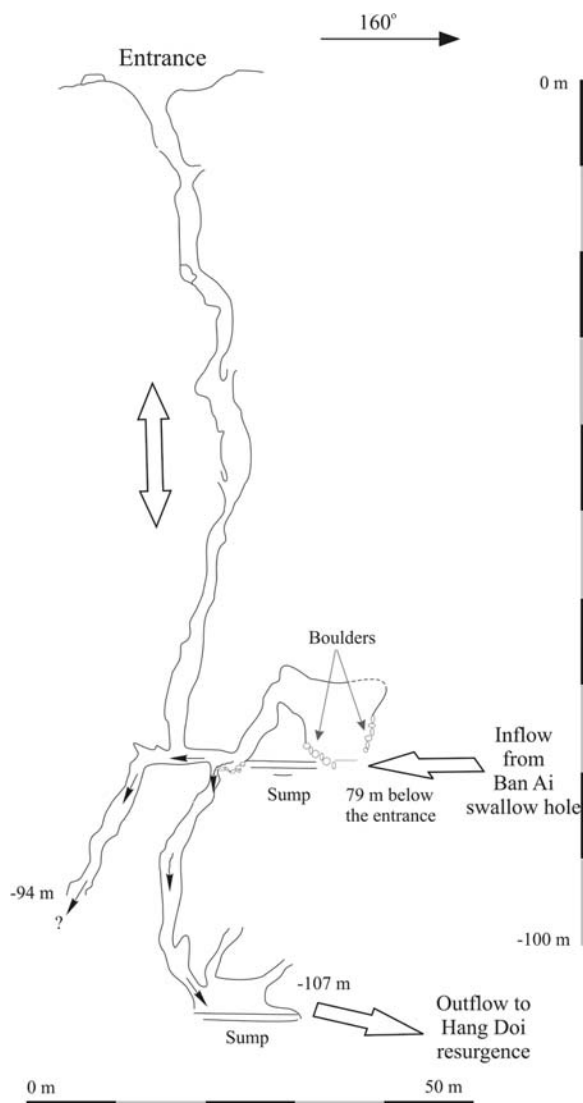 160°
Entrance
0 m
Boulders
Inflow
from
Ban Ai
swallow hole
Sump
79 m below
the entrance
-94 m
?
-100 m
-107 m
Outflow to
Hang Doi
resurgence
Sump
0 m
50 m